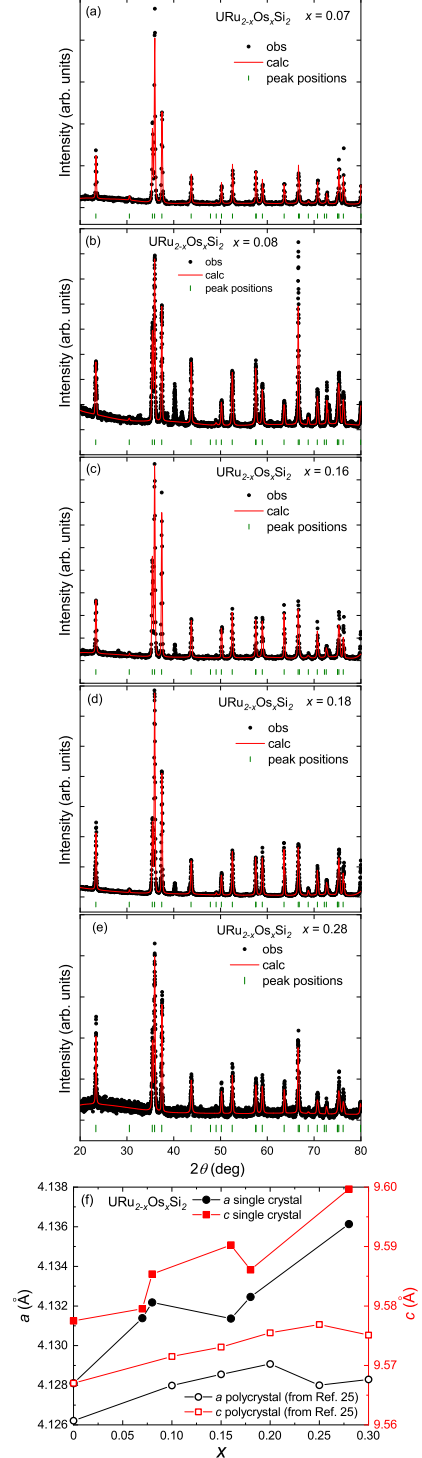 (a) URu2-xOsxSi2 x = 0.07
obs
calc
peak positions
Intensity (arb. units)
(b) URu2-xOsxSi2 x = 0.08
obs
calc
peak positions
Intensity (arb. units)
(c) URu2-xOsxSi2 x = 0.16
obs
calc
peak positions
Intensity (arb. units)
(d) URu2-xOsxSi2 x = 0.18
obs
calc
peak positions
Intensity (arb. units)
(e) URu2-xOsxSi2 x = 0.28
obs
calc
peak positions
Intensity (arb. units)
20 30 40 50 60 70 80
2θ (deg)
(f) URu2-xOsxSi2
a single crystal
c single crystal
4.138
4.136
4.134
4.132
4.130
4.128
4.126
a (Å)
9.60
9.59
9.58
9.57
9.56
c (Å)
a polycrystal (from Ref. 25)
c polycrystal (from Ref. 25)
0 0.05 0.10 0.15 0.20 0.25 0.30
x